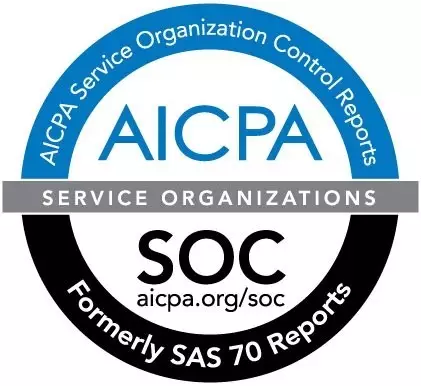 AICPA Service Organization Control Reports
AICPA
SERVICE ORGANIZATIONS
SOC
aicpa.org/soc
Formerly SAS 70 Reports